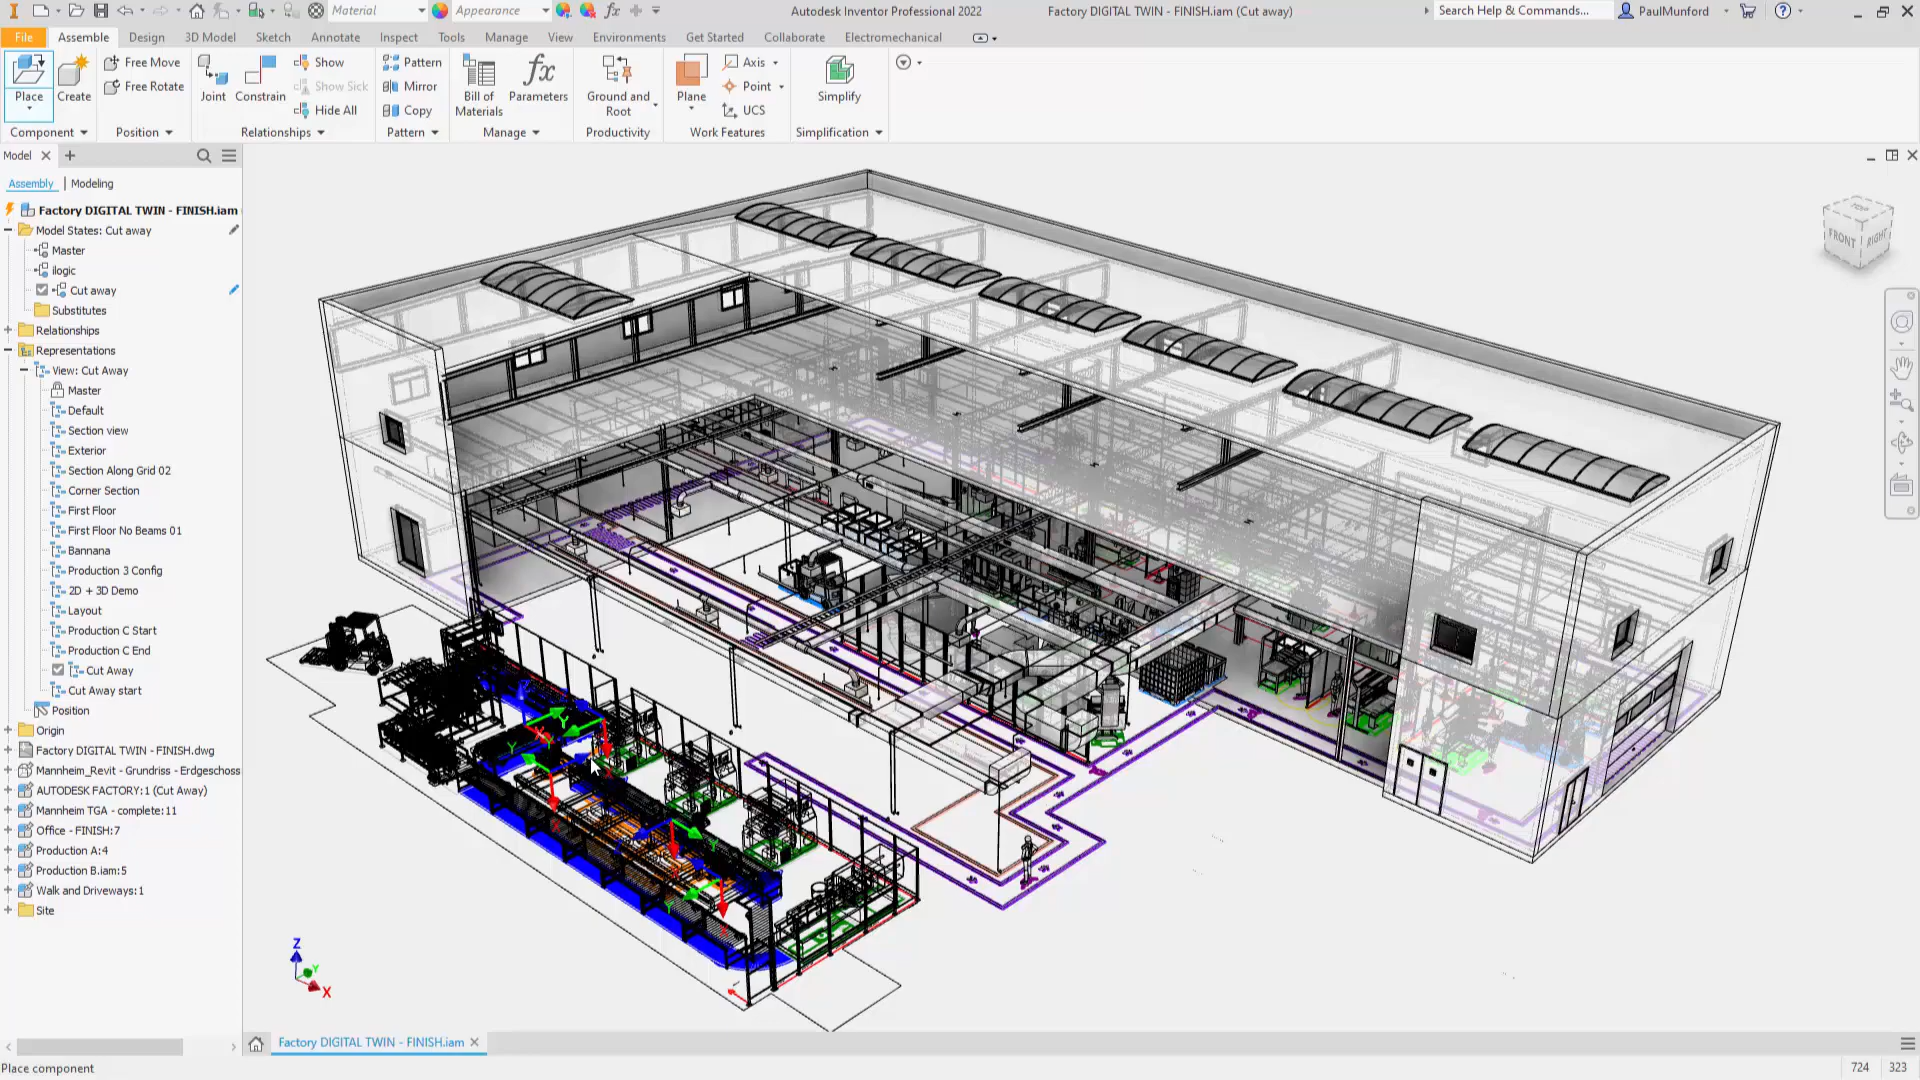 Material
Appearance
Autodesk Inventor Professional 2022
Factory DIGITAL TWIN - FINISH.iam (Cut away)
Search Help & Commands...
PaulMunford
File
Assemble
Design
3D Model
Sketch
Annotate
Inspect
Tools
Manage
View
Environments
Get Started
Collaborate
Electromechanical
Place
Create
Free Move
Free Rotate
Joint
Constrain
Show
Show Sick
Hide All
Pattern
Mirror
Copy
Bill of
Materials
fx
Parameters
Ground and
Root
Plane
Axis
Point
UCS
Simplify
Component
Position
Relationships
Pattern
Manage
Productivity
Work Features
Simplification
Model
Assembly | Modeling
Factory DIGITAL TWIN - FINISH.iam
Model States: Cut away
Master
ilogic
Cut away
Substitutes
Relationships
Representations
View: Cut Away
Master
Default
Section view
Exterior
Section Along Grid 02
Corner Section
First Floor
First Floor No Beams 01
Bannana
Production 3 Config
2D + 3D Demo
Layout
Production C Start
Production C End
Cut Away
Cut Away start
Position
Origin
Factory DIGITAL TWIN - FINISH.dwg
Mannheim_Revit - Grundriss - Erdgeschoss
AUTODESK FACTORY:1 (Cut Away)
Mannheim TGA - complete:11
Office - FINISH:7
Production A:4
Production B.iam:5
Walk and Driveways:1
Site
TOP
FRONT
RIGHT
Z
Y
X
Factory DIGITAL TWIN - FINISH.iam
Place component
724
323